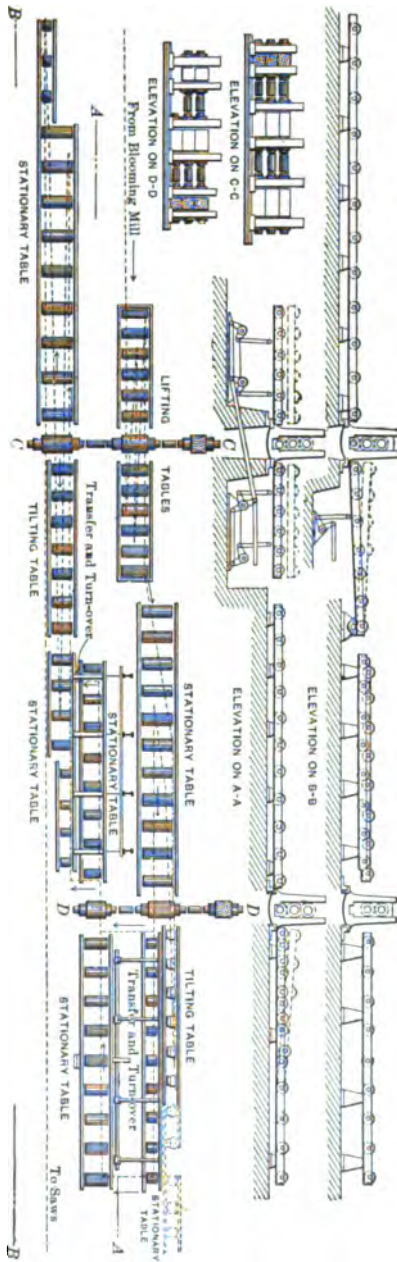 ELEVATION ON B-B
ELEVATION ON A-A
ELEVATION ON C-C
ELEVATION ON D-D
From Blooming Mill
LIFTING
TABLES
C
C
STATIONARY TABLE
D
D
TILTING TABLE
Transfer and Turn-over
STATIONARY
TABLE
A
A
STATIONARY TABLE
TILTING TABLE
Transfer and Turn-over
STATIONARY TABLE
STATIONARY TABLE
STATIONARY TABLE
To Saws
B
B